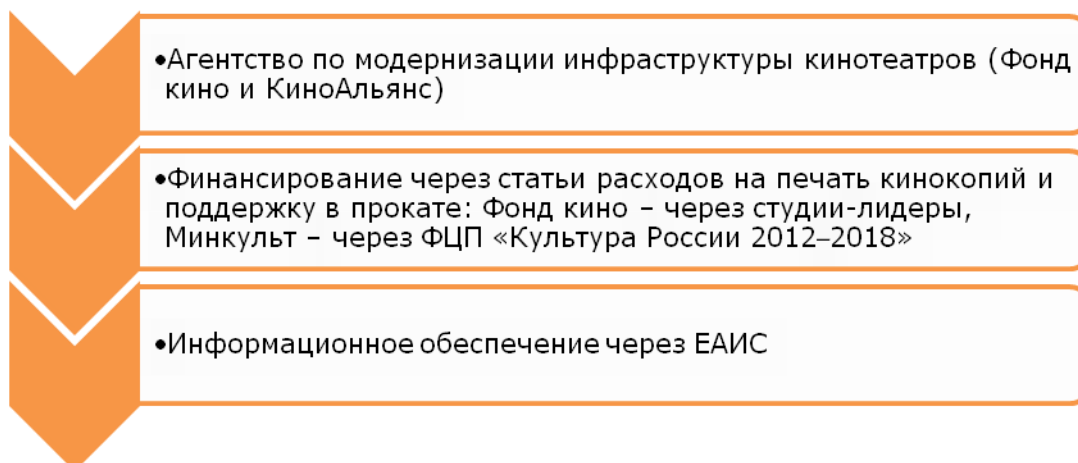 •Агентство по модернизации инфраструктуры кинотеатров (Фонд
кино и КиноАльянс)
•Финансирование через статьи расходов на печать кинокопий и
поддержку в прокате: Фонд кино – через студии-лидеры,
Минкульт – через ФЦП «Культура России 2012–2018»
•Информационное обеспечение через ЕАИС